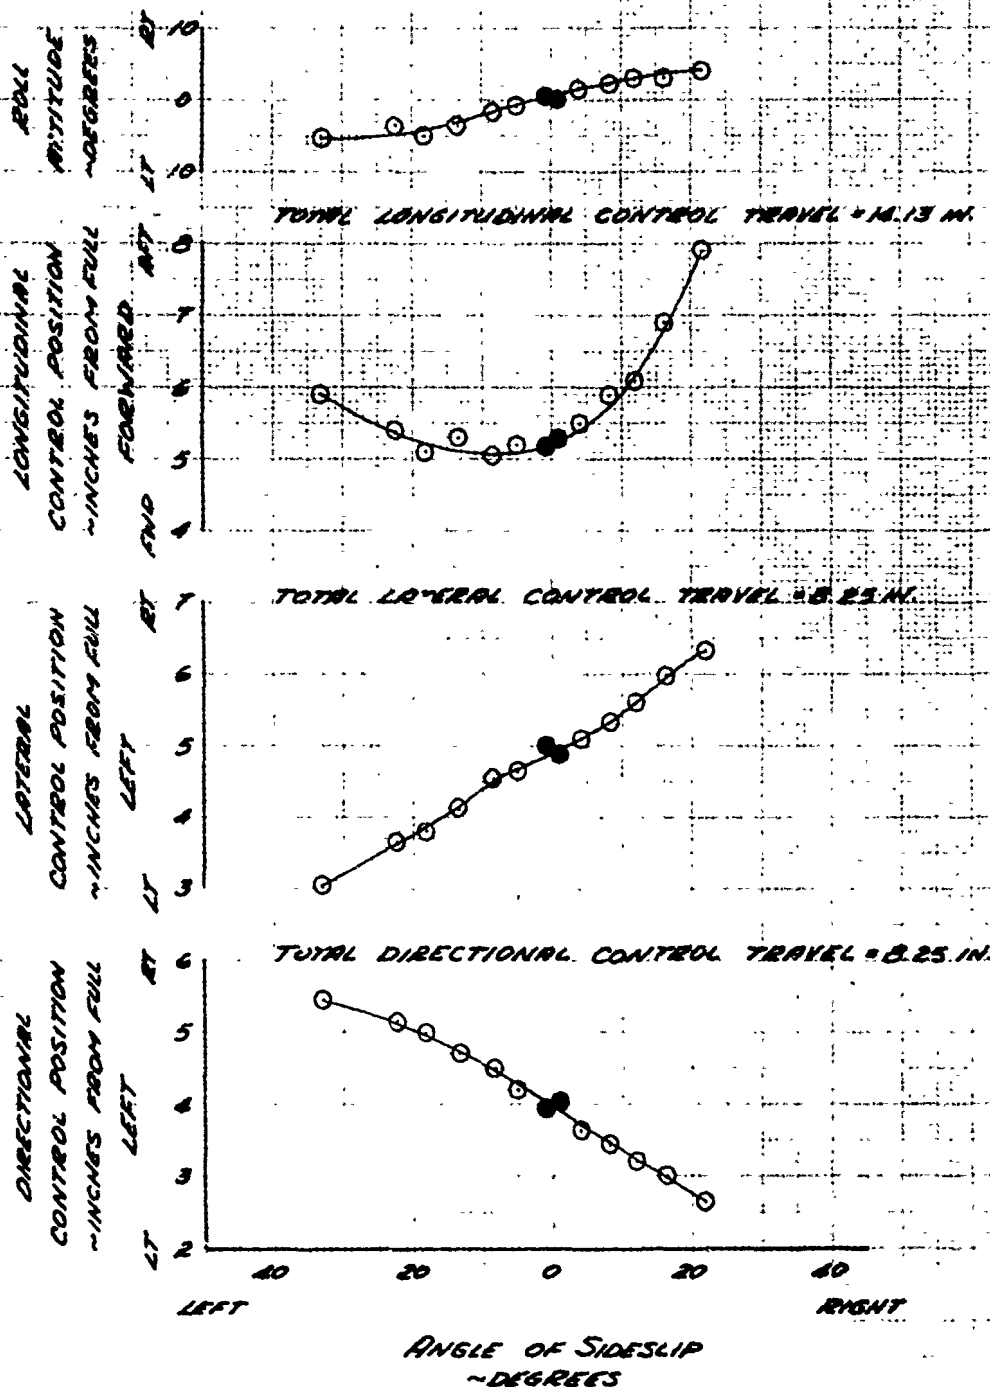 ROLL
ATTITUDE
~DEGREES
LT RT
10
0
10
TOTAL LONGITUDINAL CONTROL TRAVEL = 14.13 IN.
LONGITUDINAL
CONTROL POSITION
~INCHES FROM FULL
FORWARD
FWD AFT
8
7
6
5
4
TOTAL LATERAL CONTROL TRAVEL = 8.25 IN.
LATERAL
CONTROL POSITION
~INCHES FROM FULL
LEFT
LT RT
7
6
5
4
3
TOTAL DIRECTIONAL CONTROL TRAVEL = 8.25 IN.
DIRECTIONAL
CONTROL POSITION
~INCHES FROM FULL
LEFT
LT RT
6
5
4
3
2
40 20 0 20 40
LEFT RIGHT
ANGLE OF SIDESLIP
~DEGREES